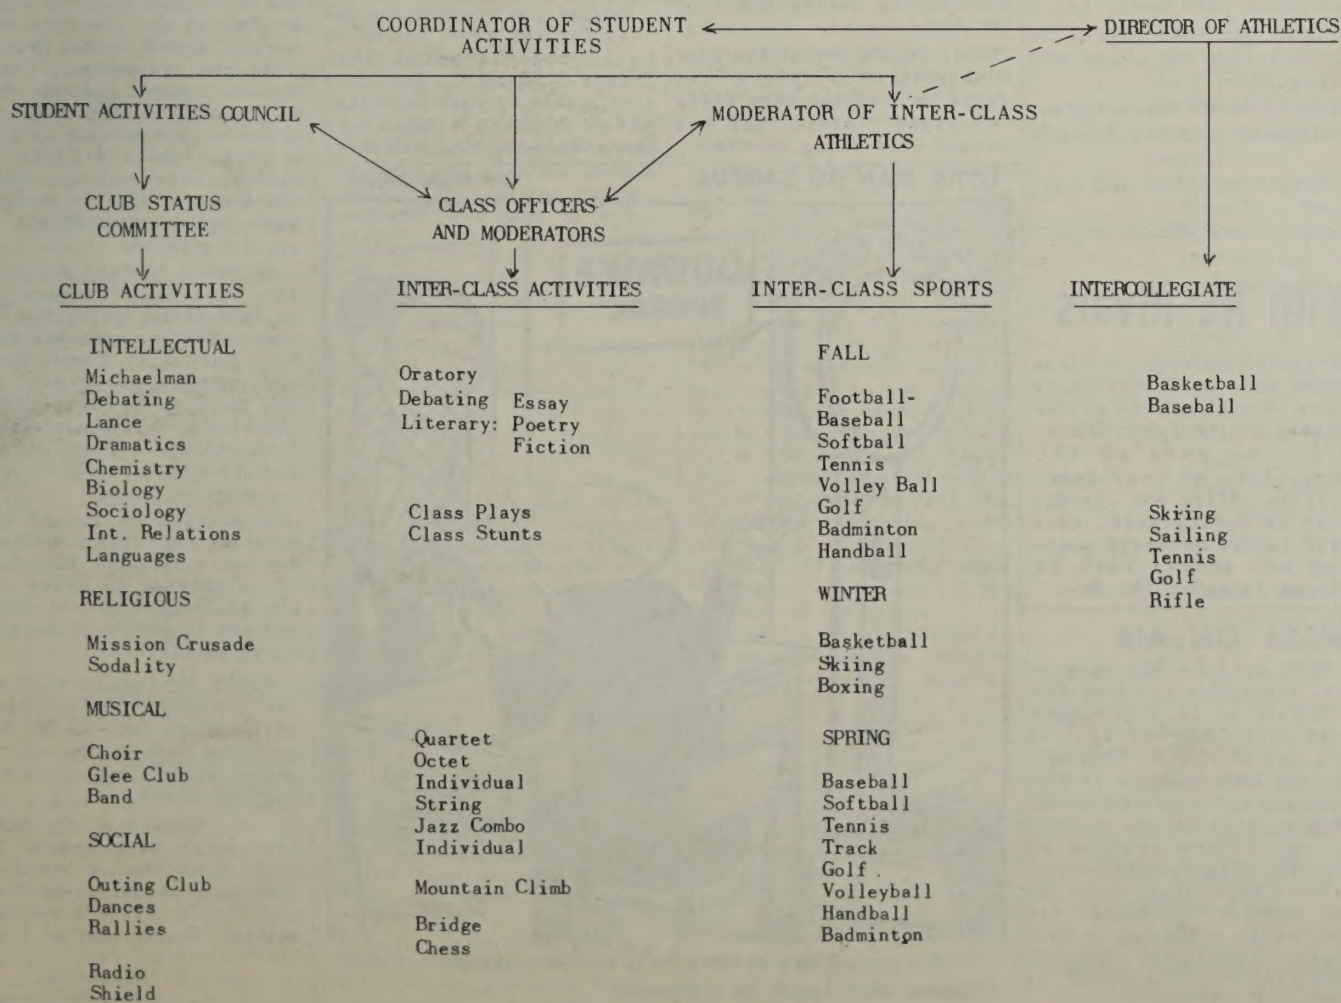 COORDINATOR OF STUDENT
ACTIVITIES
DIRECTOR OF ATHLETICS
STUDENT ACTIVITIES COUNCIL
MODERATOR OF INTER-CLASS
ATHLETICS
CLUB STATUS
COMMITTEE
CLASS OFFICERS
AND MODERATORS
CLUB ACTIVITIES
INTELLECTUAL
Michaelman
Debating
Lance
Dramatics
Chemistry
Biology
Sociology
Int. Relations
Languages
RELIGIOUS
Mission Crusade
Sodality
MUSICAL
Choir
Glee Club
Band
SOCIAL
Outing Club
Dances
Rallies
Radio
Shield
INTER-CLASS ACTIVITIES
Oratory
Debating Essay
Literary: Poetry
Fiction
Class Plays
Class Stunts
Quartet
Octet
Individual
String
Jazz Combo
Individual
Mountain Climb
Bridge
Chess
INTER-CLASS SPORTS
FALL
Football-
Baseball
Softball
Tennis
Volley Ball
Golf
Badminton
Handball
WINTER
Basketball
Skiing
Boxing
SPRING
Baseball
Softball
Tennis
Track
Golf .
Volleyball
Handball
Badminton
INTERCOLLEGIATE
Basketball
Baseball
Skiing
Sailing
Tennis
Golf
Rifle